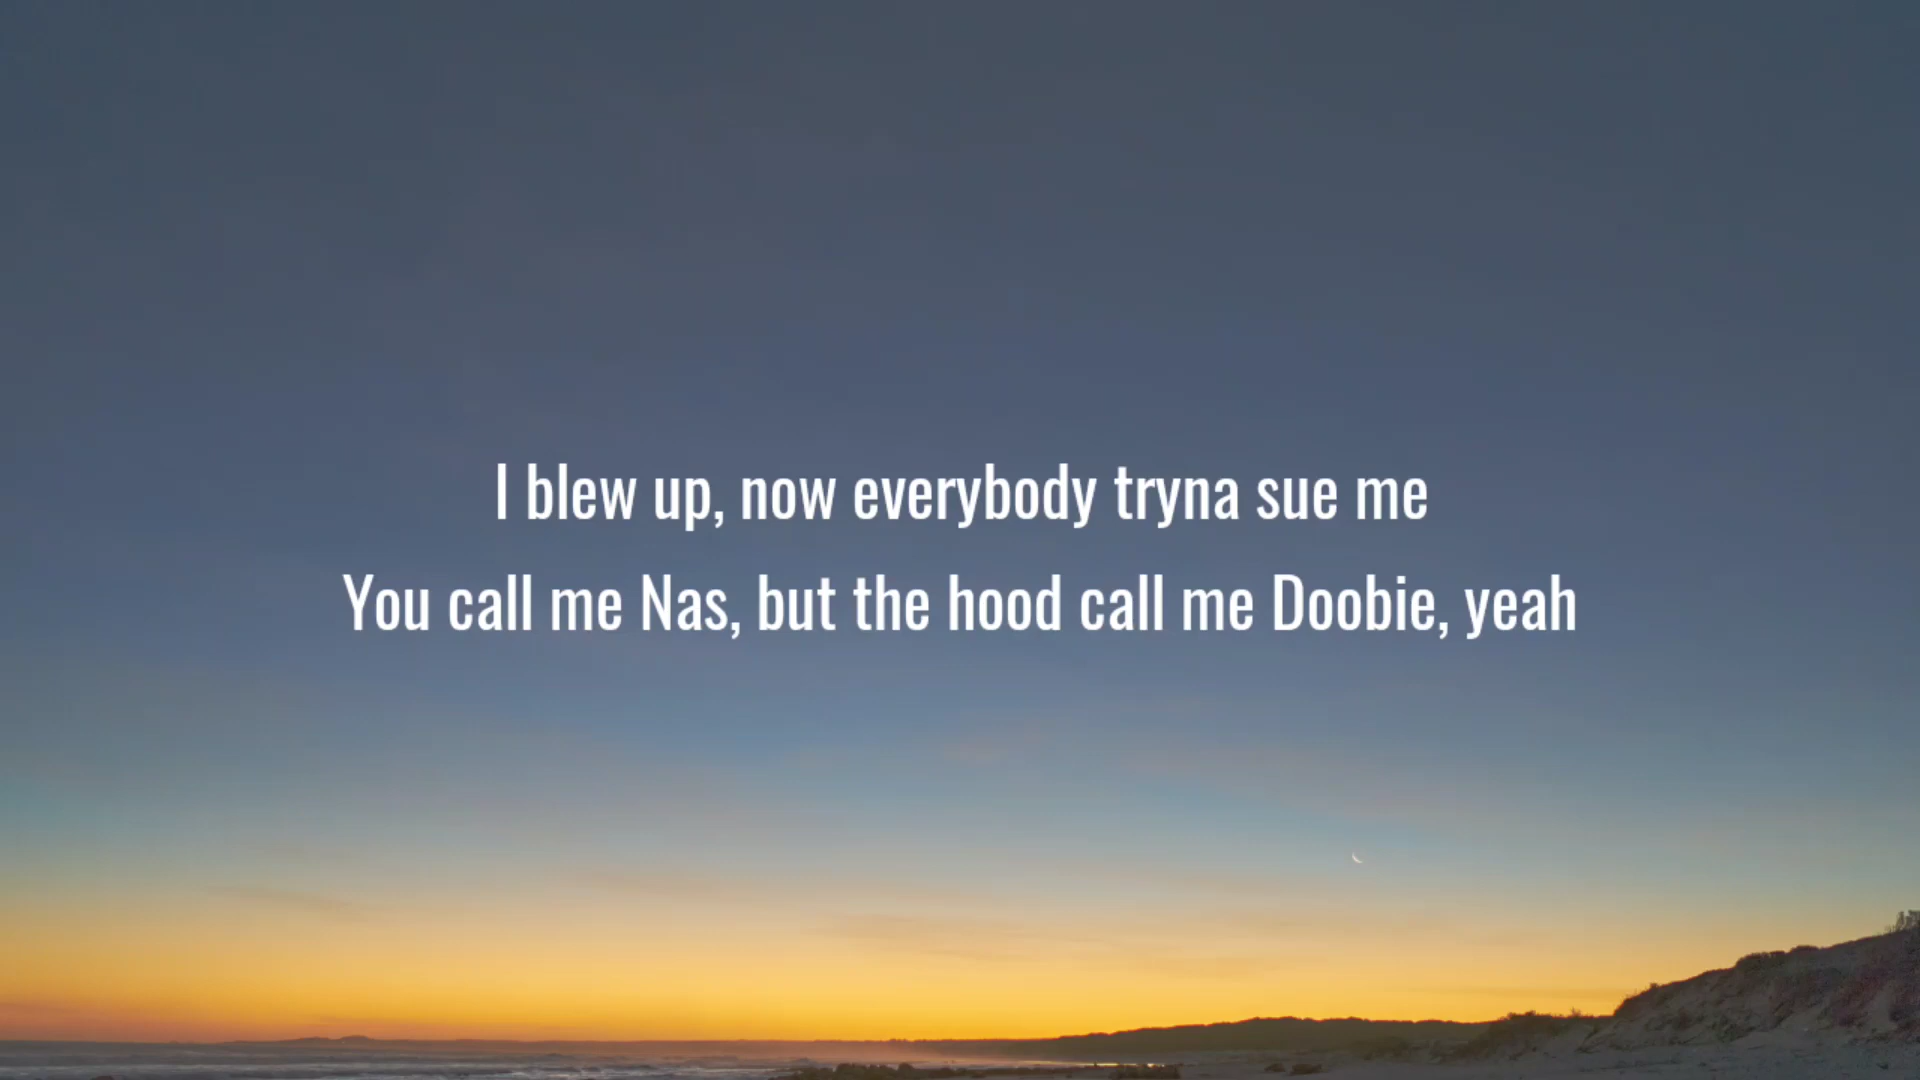 I blew up, now everybody tryna sue me
You call me Nas, but the hood call me Doobie, yeah